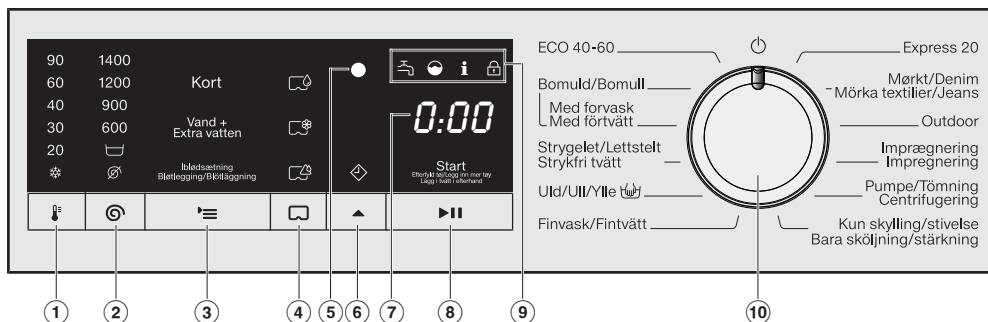 90 1400
60 1200 Kort
40 900
30 600 Vand +
Extra vatten
20
Iblødsætning
Bløtlegging/Blötläggning
0:00
Start
Efterfyld tøj/Legg inn mer tøy
Lägg i tvätt i efterhand
ECO 40-60
Bomuld/Bomull
Med forvask
Med förtvätt
Strygelet/Lettstelt
Strykfri tvätt
Uld/Ull/Ylle
Finvask/Fintvätt
Express 20
Mørkt/Denim
Mörka textilier/Jeans
Outdoor
Imprægnering
Impregnering
Pumpe/Tömning
Centrifugering
Kun skylling/stivelse
Bara sköljning/stärkning
1 2 3 4 5 6 7 8 9 10